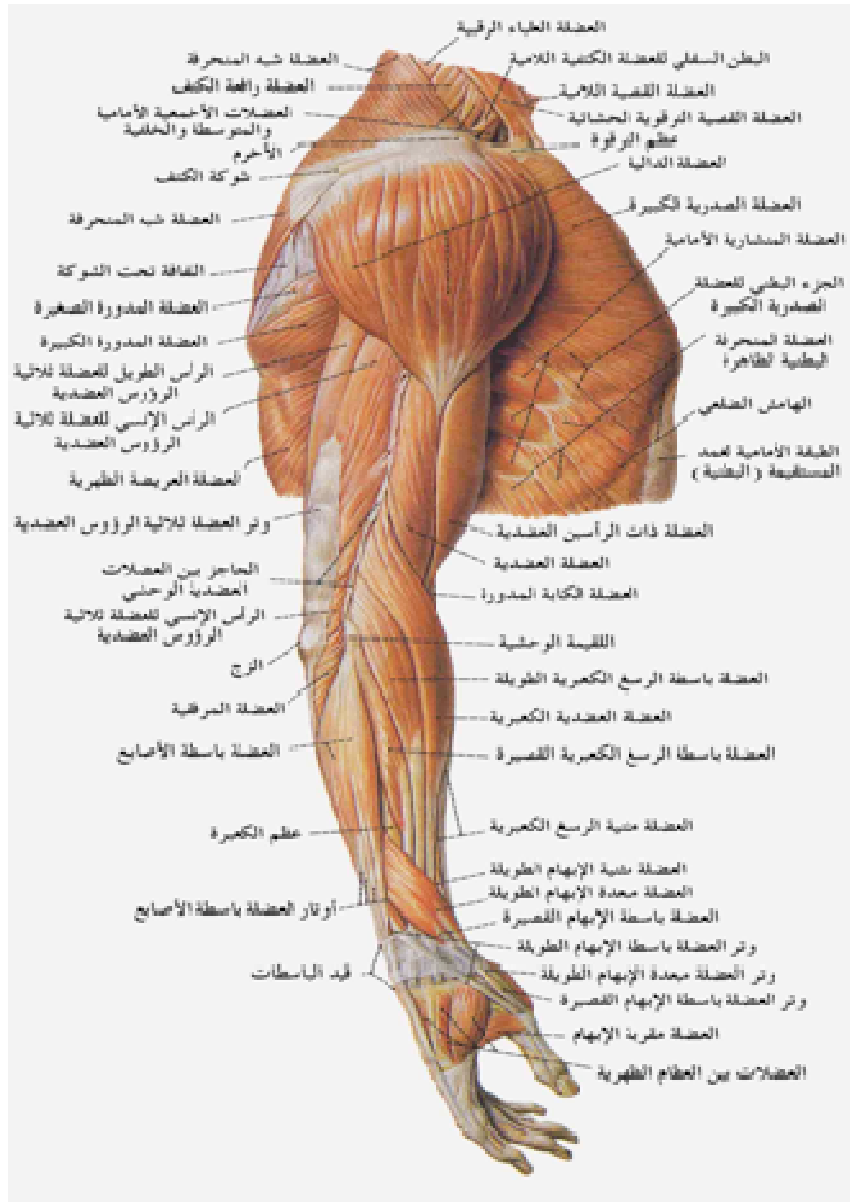 العضلة العلباء الرقبية
البطن السفلي للعضلة الكتفية اللامية
العضلة القصية اللامية
العضلة القصية الترقوية الخشائية
عظم الترقوة
العضلة الدالية
العضلة الصدرية الكبيرة
العضلة المنشارية الأمامية
الجزء البطني للعضلة
الصدرية الكبيرة
العضلة المنحرفة
البطنية الظاهرة
الهامش الضلعي
الطبقة الأمامية لغمد
المستقيمة (البطنية)
العضلة ذات الرأسين العضدية
العضلة العضدية
العضلة الكابة المدورة
اللقيمة الوحشية
العضلة باسطة الرسغ الكعبرية الطويلة
العضلة العضدية الكعبرية
العضلة باسطة الرسغ الكعبرية القصيرة
العضلة مثنية الرسغ الكعبرية
العضلة مثنية الإبهام الطويلة
العضلة مبعدة الإبهام الطويلة
العضلة باسطة الإبهام القصيرة
وتر العضلة باسطة الإبهام الطويلة
وتر العضلة مبعدة الإبهام الطويلة
وتر العضلة باسطة الإبهام القصيرة
العضلة مقربة الإبهام
العضلات بين العظام الظهرية
العضلة شبه المنحرفة
العضلة رافعة الكتف
العضلات الأخمعية الأمامية
والمتوسطة والخلفية
الأخرم
شوكة الكتف
العضلة شبه المنحرفة
اللفافة تحت الشوكة
العضلة المدورة الصغيرة
العضلة المدورة الكبيرة
الرأس الطويل للعضلة ثلاثية
الرؤوس العضدية
الرأس الإنسي للعضلة ثلاثية
الرؤوس العضدية
العضلة العريضة الظهرية
وتر العضلة ثلاثية الرؤوس العضدية
الحاجز بين العضلات
العضدية الوحشي
الرأس الإنسي للعضلة ثلاثية
الرؤوس العضدية
الزج
العضلة المرفقية
العضلة باسطة الأصابع
عظم الكعبرة
أوتار العضلة باسطة الأصابع
قيد الباسطات